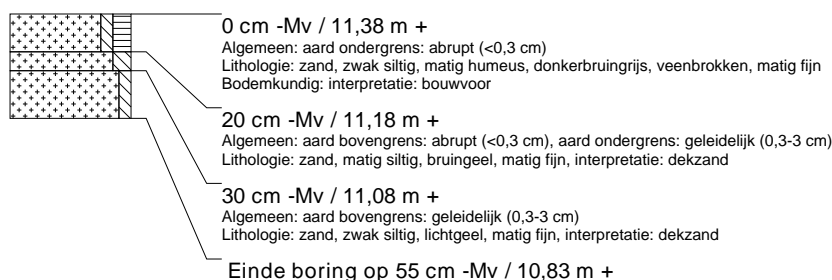 0 cm -Mv / 11,38 m +
Algemeen: aard ondergrens: abrupt (<0,3 cm)
Lithologie: zand, zwak siltig, matig humeus, donkerbruingrijs, veenbrokken, matig fijn
Bodemkundig: interpretatie: bouwvoor
20 cm -Mv / 11,18 m +
Algemeen: aard bovengrens: abrupt (<0,3 cm), aard ondergrens: geleidelijk (0,3-3 cm)
Lithologie: zand, matig siltig, bruingeel, matig fijn, interpretatie: dekzand
30 cm -Mv / 11,08 m +
Algemeen: aard bovengrens: geleidelijk (0,3-3 cm)
Lithologie: zand, zwak siltig, lichtgeel, matig fijn, interpretatie: dekzand
Einde boring op 55 cm -Mv / 10,83 m +